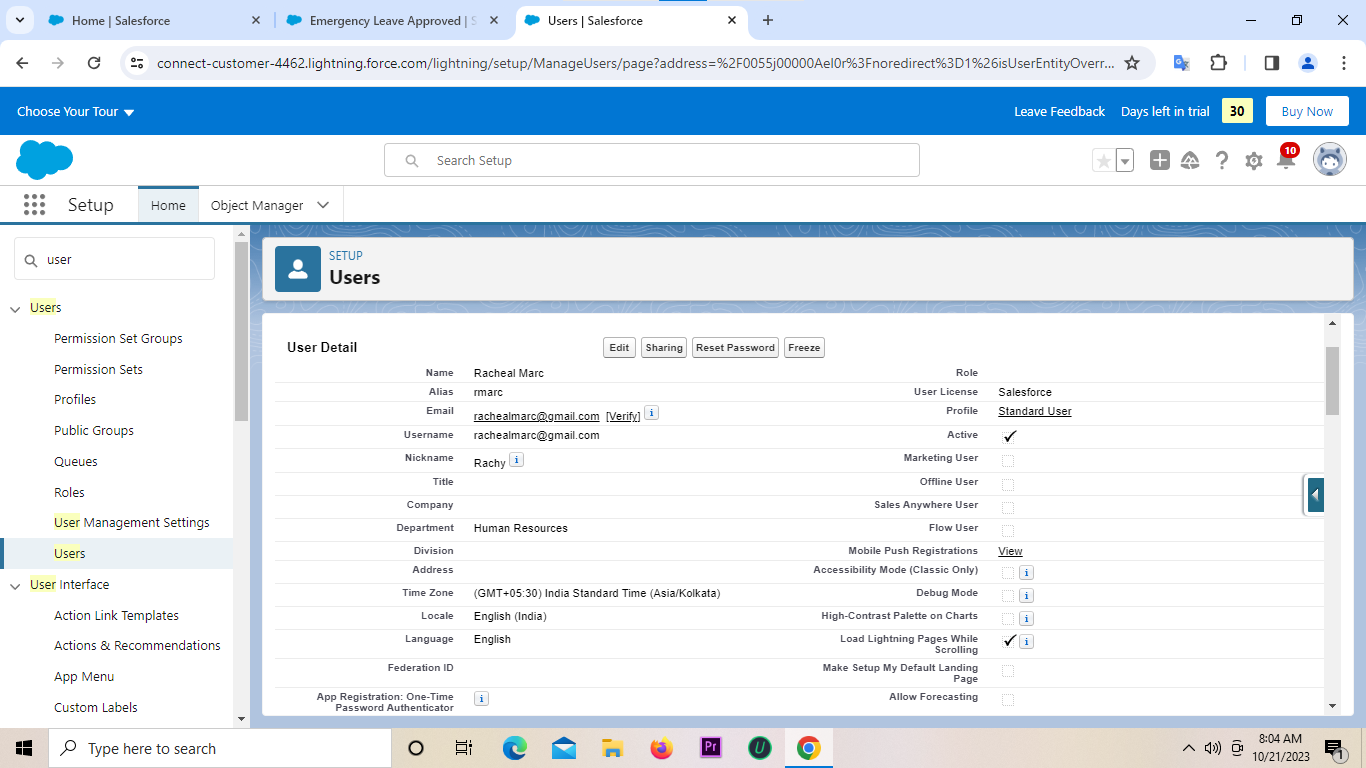 Home | Salesforce
Emergency Leave Approved | S
Users | Salesforce
connect-customer-4462.lightning.force.com/lightning/setup/ManageUsers/page?address=%2F0055j00000AeI0r%3Fnoredirect%3D1%26isUserEntityOverr...
Choose Your Tour
Leave Feedback
Days left in trial
30
Buy Now
Search Setup
10
Setup
Home
Object Manager
user
Users
Permission Set Groups
Permission Sets
Profiles
Public Groups
Queues
Roles
User Management Settings
Users
User Interface
Action Link Templates
Actions & Recommendations
App Menu
Custom Labels
SETUP
Users
User Detail
Edit
Sharing
Reset Password
Freeze
Name Racheal Marc
Role
Alias rmarc
User License Salesforce
Email rachealmarc@gmail.com [Verify] i
Profile Standard User
Username rachealmarc@gmail.com
Active
Nickname Rachy i
Marketing User
Title
Offline User
Company
Sales Anywhere User
Department Human Resources
Flow User
Division
Mobile Push Registrations View
Address
Accessibility Mode (Classic Only) i
Time Zone (GMT+05:30) India Standard Time (Asia/Kolkata)
Debug Mode i
Locale English (India)
High-Contrast Palette on Charts i
Language English
Load Lightning Pages While
Scrolling i
Federation ID
Make Setup My Default Landing
Page
App Registration: One-Time
Password Authenticator i
Allow Forecasting
Type here to search
Pr
U
8:04 AM
10/21/2023
1